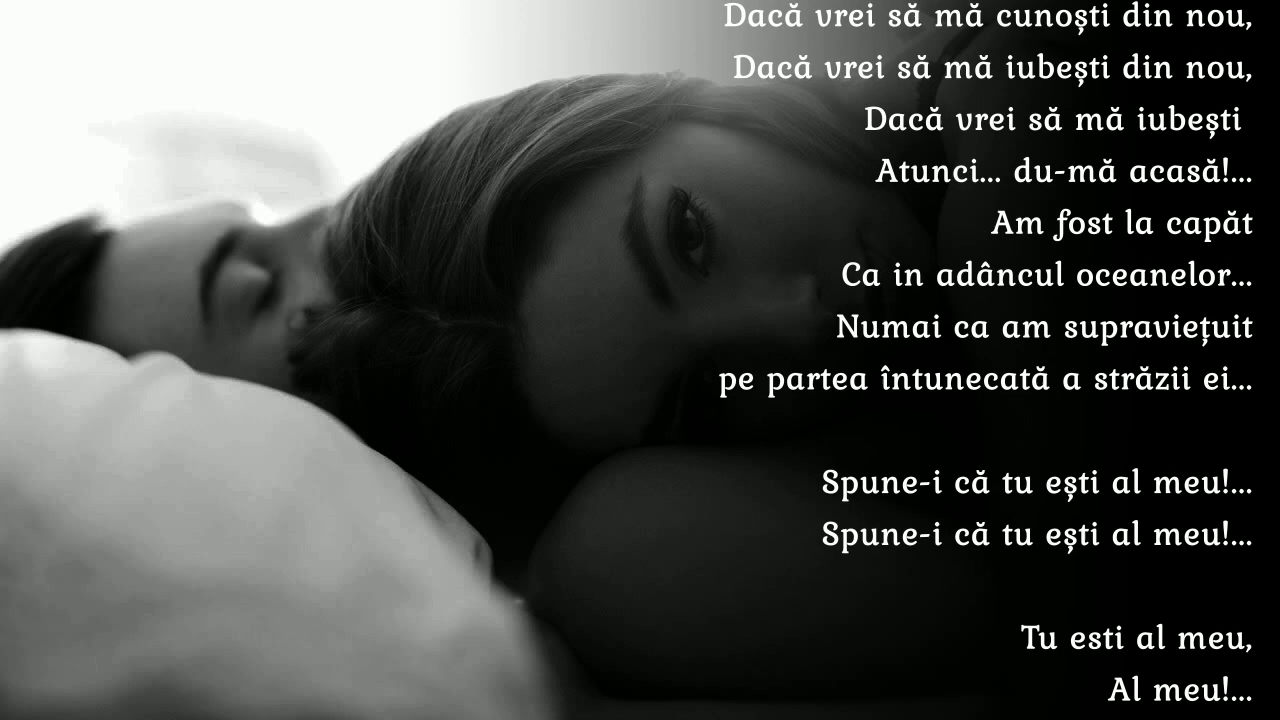 Dacă vrei să mă cunoști din nou,
Dacă vrei să mă iubești din nou,
Dacă vrei să mă iubești
Atunci... du-mă acasă!...
Am fost la capăt
Ca in adâncul oceanelor...
Numai ca am supraviețuit
pe partea întunecată a străzii ei...
Spune-i că tu ești al meu!...
Spune-i că tu ești al meu!...
Tu esti al meu,
Al meu!...